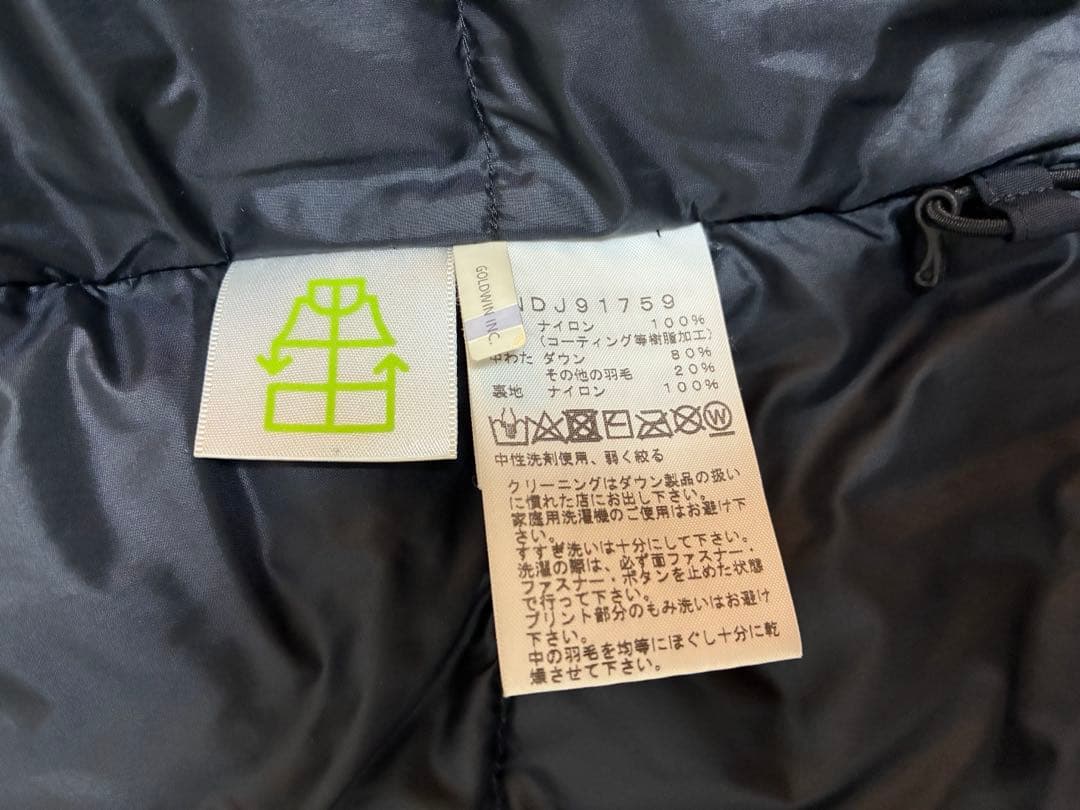 GOLDWIN INC.
NDJ91759
ナイロン 100%
(コーティング等樹脂加工)
中わた ダウン 80%
その他の羽毛 20%
裏地 ナイロン 100%
W
中性洗剤使用、弱く絞る
クリーニングはダウン製品の扱い
に慣れた店にお出し下さい。
家庭用洗濯機のご使用はお避け下
さい。
すすぎ洗いは十分にして下さい。
洗濯の際は、必ず面ファスナー・
ファスナー・ボタンを止めた状態
で行って下さい。
プリント部分のもみ洗いはお避け
下さい。
中の羽毛を均等にほぐし十分に乾
燥させて下さい。